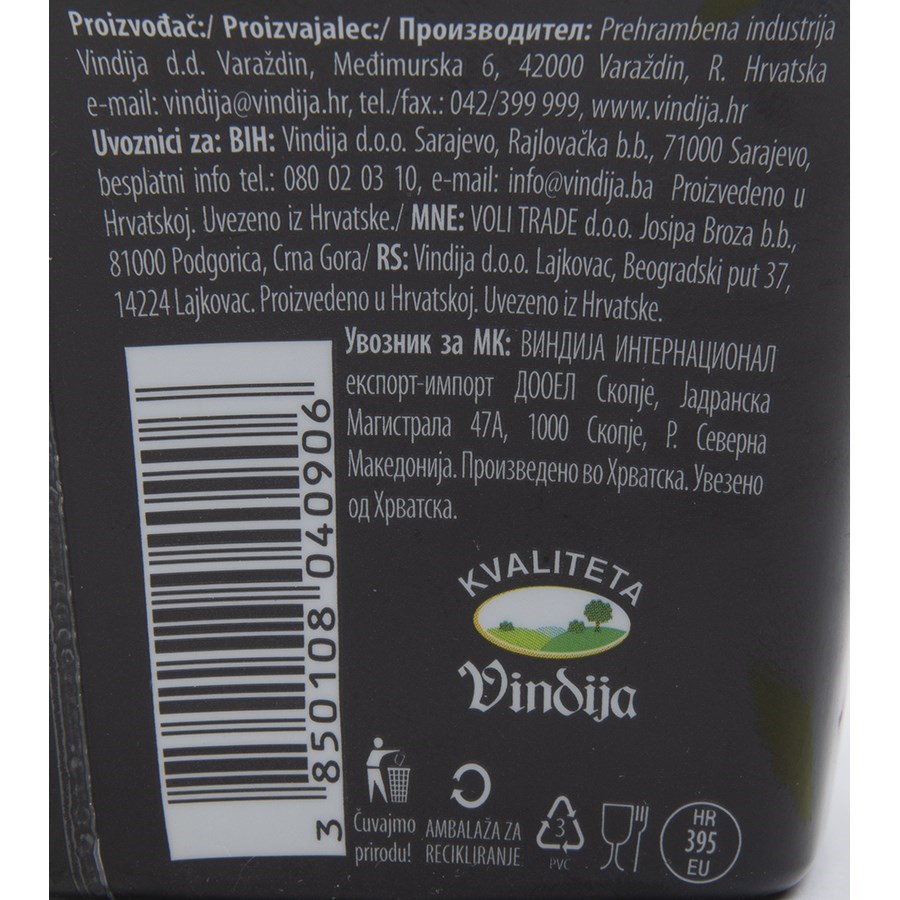 Proizvođač:/ Proizvajalec:/ Производител: Prehrambena industrija
Vindija d.d. Varaždin, Međimurska 6, 42000 Varaždin, R. Hrvatska
e-mail: vindija@vindija.hr, tel./fax.: 042/399 999, www.vindija.hr
Uvoznici za: BIH: Vindija d.o.o. Sarajevo, Rajlovačka b.b., 71000 Sarajevo,
besplatni info tel.: 080 02 03 10, e-mail: info@vindija.ba Proizvedeno u
Hrvatskoj. Uvezeno iz Hrvatske./ MNE: VOLI TRADE d.o.o. Josipa Broza b.b.,
81000 Podgorica, Crna Gora/ RS: Vindija d.o.o. Lajkovac, Beogradski put 37,
14224 Lajkovac. Proizvedeno u Hrvatskoj. Uvezeno iz Hrvatske.
Увозник за МК: ВИНДИЈА ИНТЕРНАЦИОНАЛ
експорт-импорт ДООЕЛ Скопје, Јадранска
Магистрала 47А, 1000 Скопје, Р. Северна
Македонија. Произведено во Хрватска. Увезено
од Хрватска.
3 850108 040906
KVALITETA
Vindija
Čuvajmo
prirodu!
AMBALAŽA ZA
RECIKLIRANJE
3
PVC
HR
395
EU